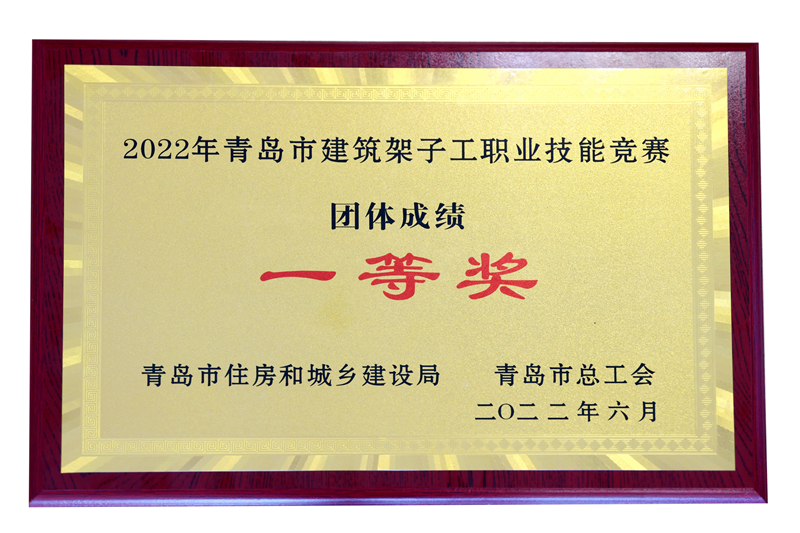 2022年青岛市建筑架子工职业技能竞赛
团体成绩
一等奖
青岛市住房和城乡建设局 青岛市总工会
二〇二二年六月